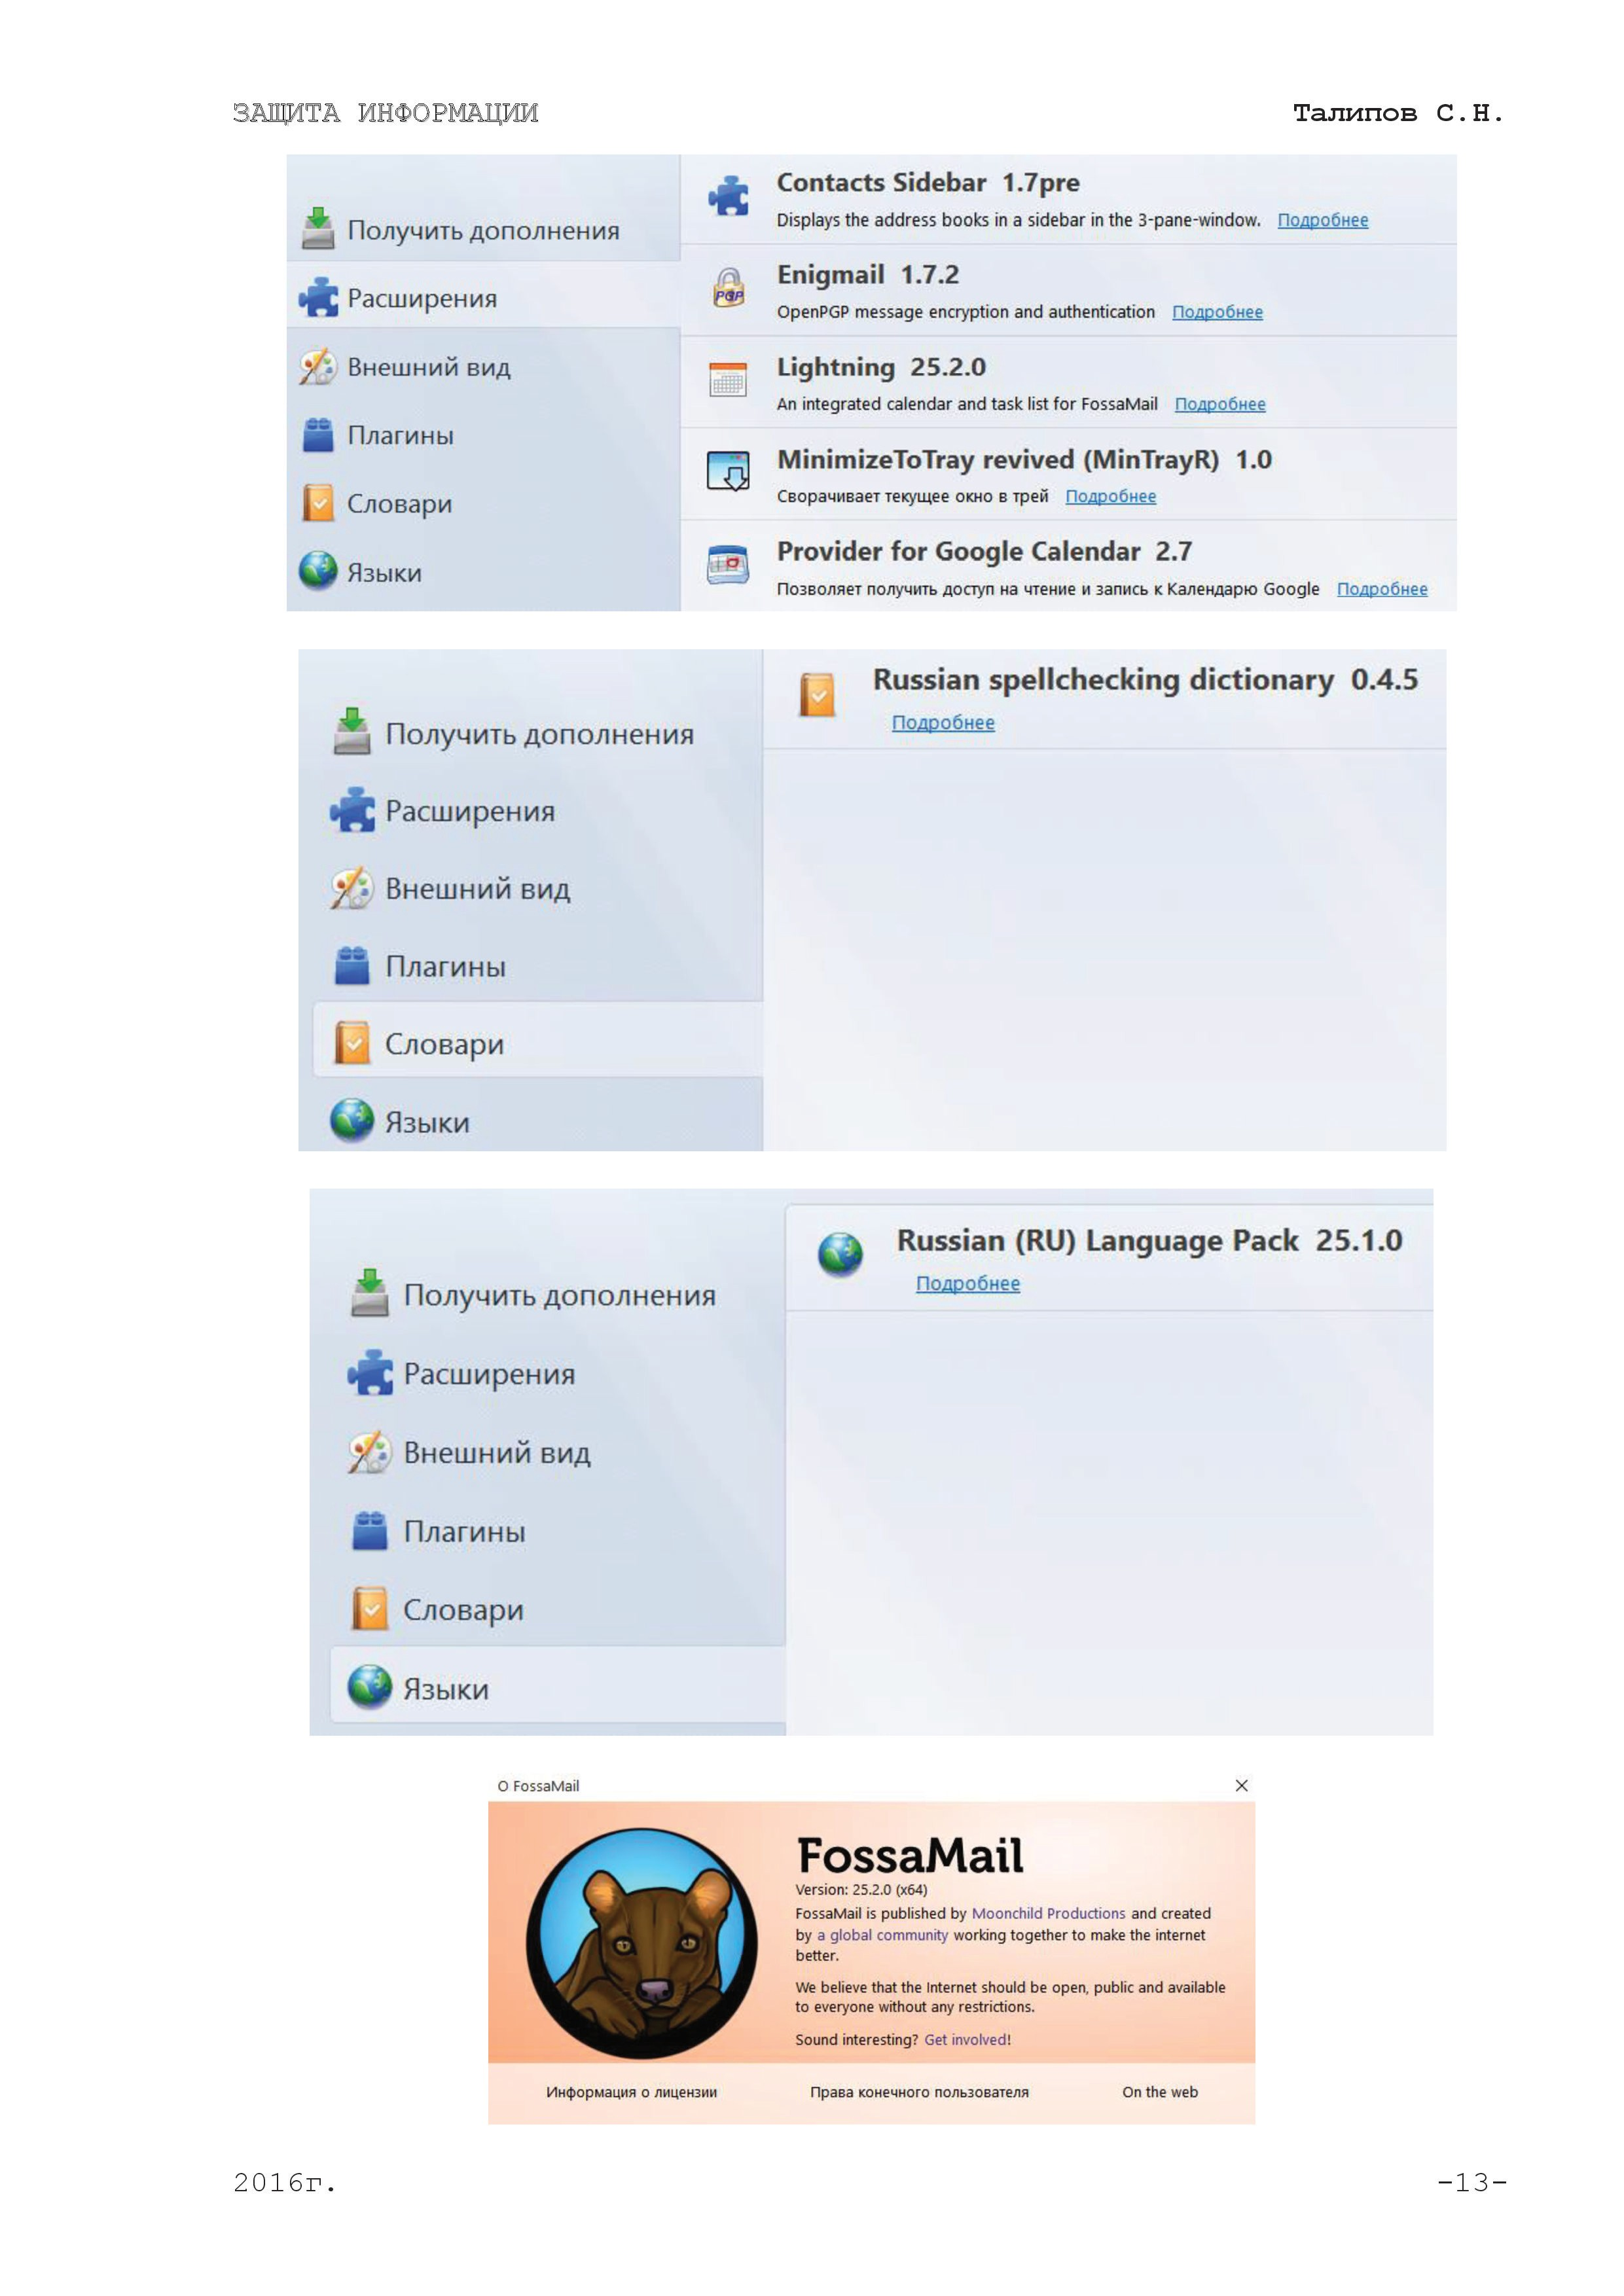 ЗАЩИТА ИНФОРМАЦИИ Талипов С.Н.
Получить дополнения
Расширения
Внешний вид
Плагины
Словари
Языки
Contacts Sidebar 1.7pre
Displays the address books in a sidebar in the 3-pane-window. Подробнее
PGP
Enigmail 1.7.2
OpenPGP message encryption and authentication Подробнее
Lightning 25.2.0
An integrated calendar and task list for FossaMail Подробнее
MinimizeToTray revived (MinTrayR) 1.0
Сворачивает текущее окно в трей Подробнее
Provider for Google Calendar 2.7
Позволяет получить доступ на чтение и запись к Календарю Google Подробнее
Получить дополнения
Расширения
Внешний вид
Плагины
Словари
Языки
Russian spellchecking dictionary 0.4.5
Подробнее
Получить дополнения
Расширения
Внешний вид
Плагины
Словари
Языки
Russian (RU) Language Pack 25.1.0
Подробнее
О FossaMail
FossaMail
Version: 25.2.0 (x64)
FossaMail is published by Moonchild Productions and created
by a global community working together to make the internet
better.
We believe that the Internet should be open, public and available
to everyone without any restrictions.
Sound interesting? Get involved!
Информация о лицензии Права конечного пользователя On the web
2016г. -13-